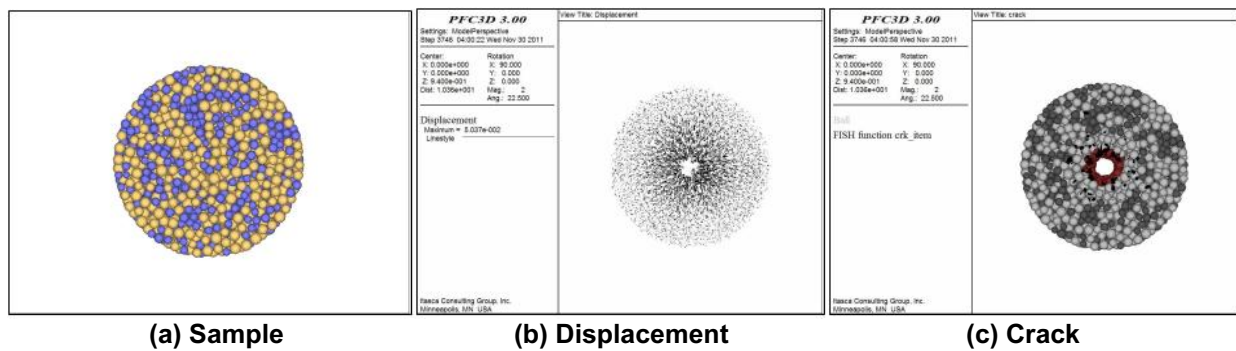 PFC3D 3.00
Settings: ModelPerspective
Step 3746 04:00:22 Wed Nov 30 2011
Center:
X: 0.000e+000
Y: 0.000e+000
Z: 9.400e-001
Dist: 1.036e+001
Rotation
X: 90.000
Y: 0.000
Z: 0.000
Mag.: 2
Ang.: 22.500
Displacement
Maximum = 5.037e-002
Linestyle
Itasca Consulting Group, Inc.
Minneapolis, MN USA
View Title: Displacement
PFC3D 3.00
Settings: ModelPerspective
Step 3746 04:00:58 Wed Nov 30 2011
Center:
X: 0.000e+000
Y: 0.000e+000
Z: 9.400e-001
Dist: 1.036e+001
Rotation
X: 90.000
Y: 0.000
Z: 0.000
Mag.: 2
Ang.: 22.500
Ball
FISH function crk_item
Itasca Consulting Group, Inc.
Minneapolis, MN USA
View Title: crack
(a) Sample
(b) Displacement
(c) Crack